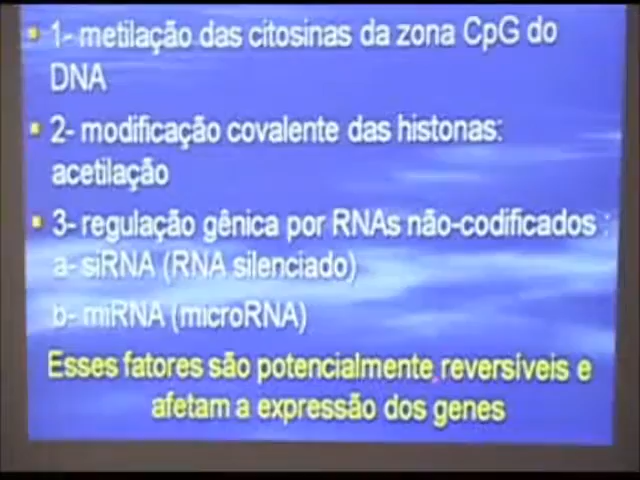 1- metilação das citosinas da zona CpG do
DNA
2- modificação covalente das histonas:
acetilação
3- regulação gênica por RNAs não-codificados :
a- siRNA (RNA silenciado)
b- miRNA (microRNA)
Esses fatores são potencialmente reversíveis e
afetam a expressão dos genes